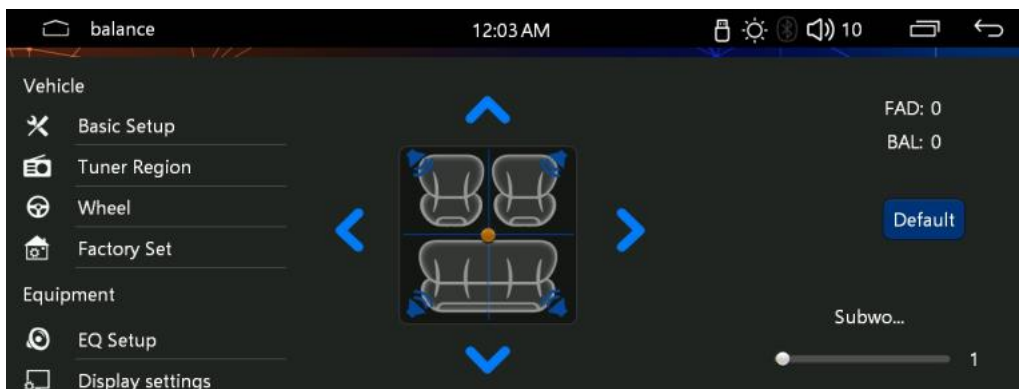 balance
12:03 AM
10
Vehicle
Basic Setup
Tuner Region
Wheel
Factory Set
Equipment
EQ Setup
Display settings
FAD: 0
BAL: 0
Default
Subwo...
1